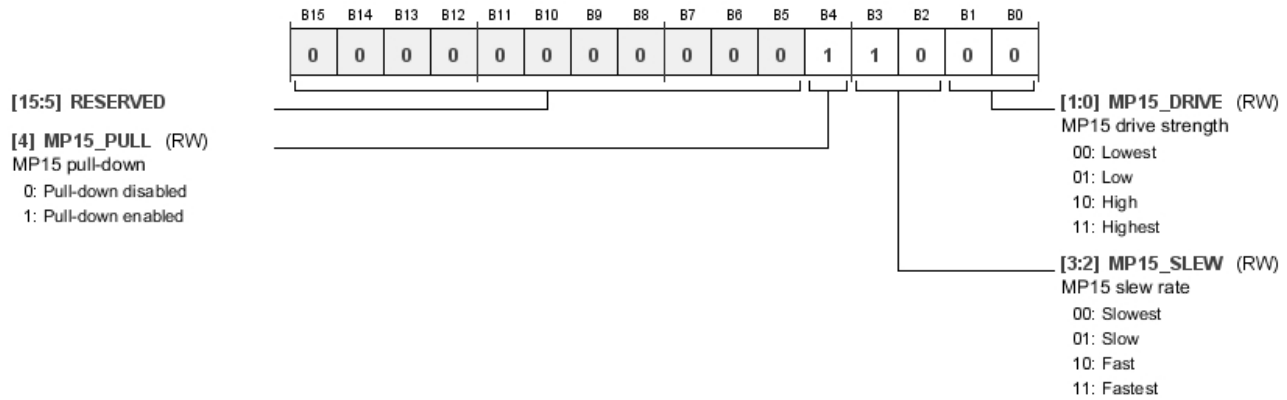 B15 B14 B13 B12 B11 B10 B9 B8 B7 B6 B5 B4 B3 B2 B1 B0
0 0 0 0 0 0 0 0 0 0 0 1 1 0 0 0
[15:5] RESERVED
[4] MP15_PULL (RW)
MP15 pull-down
0: Pull-down disabled
1: Pull-down enabled
[1:0] MP15_DRIVE (RW)
MP15 drive strength
00: Lowest
01: Low
10: High
11: Highest
[3:2] MP15_SLEW (RW)
MP15 slew rate
00: Slowest
01: Slow
10: Fast
11: Fastest